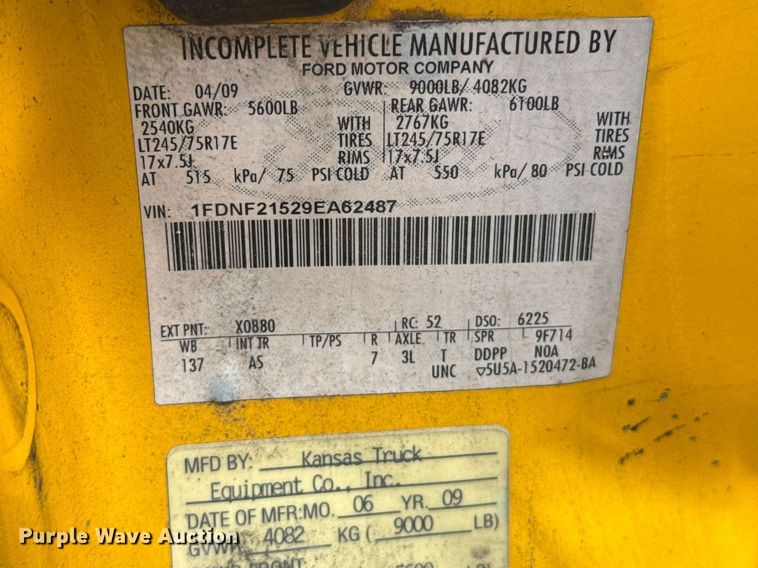 INCOMPLETE VEHICLE MANUFACTURED BY
FORD MOTOR COMPANY
DATE: 04/09 GVWR: 9000LB/ 4082KG
FRONT GAWR: 5600LB REAR GAWR: 6100LB
2540KG WITH 2767KG WITH
LT245/75R17E TIRES LT245/75R17E TIRES
17x7.5J RIMS 17x7.5J RIMS
AT 515 kPa/ 75 PSI COLD AT 550 kPa/ 80 PSI COLD
VIN: 1FDNF21529EA62487
EXT PNT: X0880 RC: 52 DSO: 6225
WB INT TR TP/PS R AXLE TR SPR 9F714
137 AS 7 3L T DDPP N0A
UNC ▽5U5A-1520472-BA
MFD BY: Kansas Truck
Equipment Co., Inc.
DATE OF MFR:MO. 06 YR. 09
GVWR 4082 KG ( 9000 LB)
Purple Wave Auction